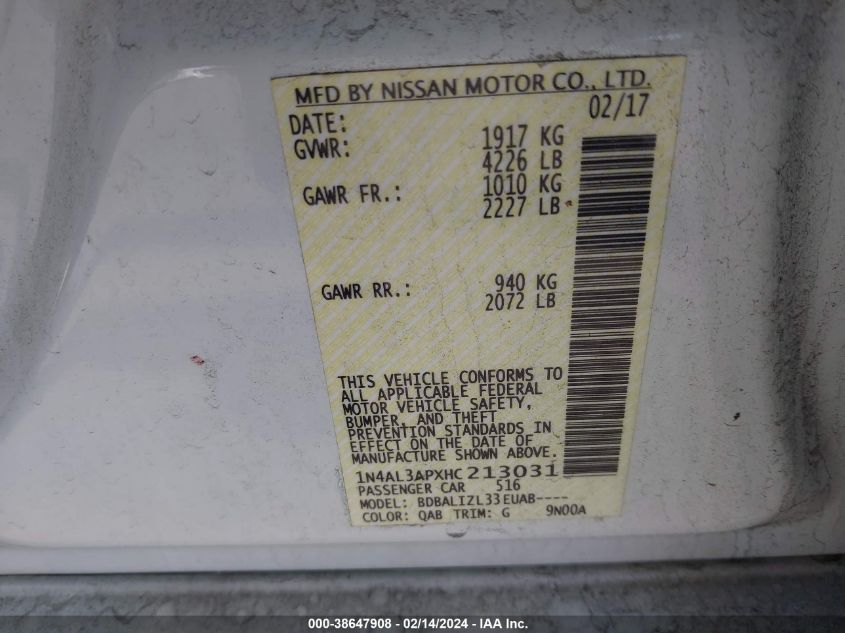 MFD BY NISSAN MOTOR CO., LTD.
DATE: 02/17
GVWR: 1917 KG
4226 LB
GAWR FR.: 1010 KG
2227 LB
GAWR RR.: 940 KG
2072 LB
THIS VEHICLE CONFORMS TO
ALL APPLICABLE FEDERAL
MOTOR VEHICLE SAFETY,
BUMPER, AND THEFT
PREVENTION STANDARDS IN
EFFECT ON THE DATE OF
MANUFACTURE SHOWN ABOVE.
1N4AL3APXHC213031
PASSENGER CAR 516
MODEL: BDBALIZL33EUAB----
COLOR: QAB TRIM: G 9N00A
000-38647908 - 02/14/2024 - IAA Inc.